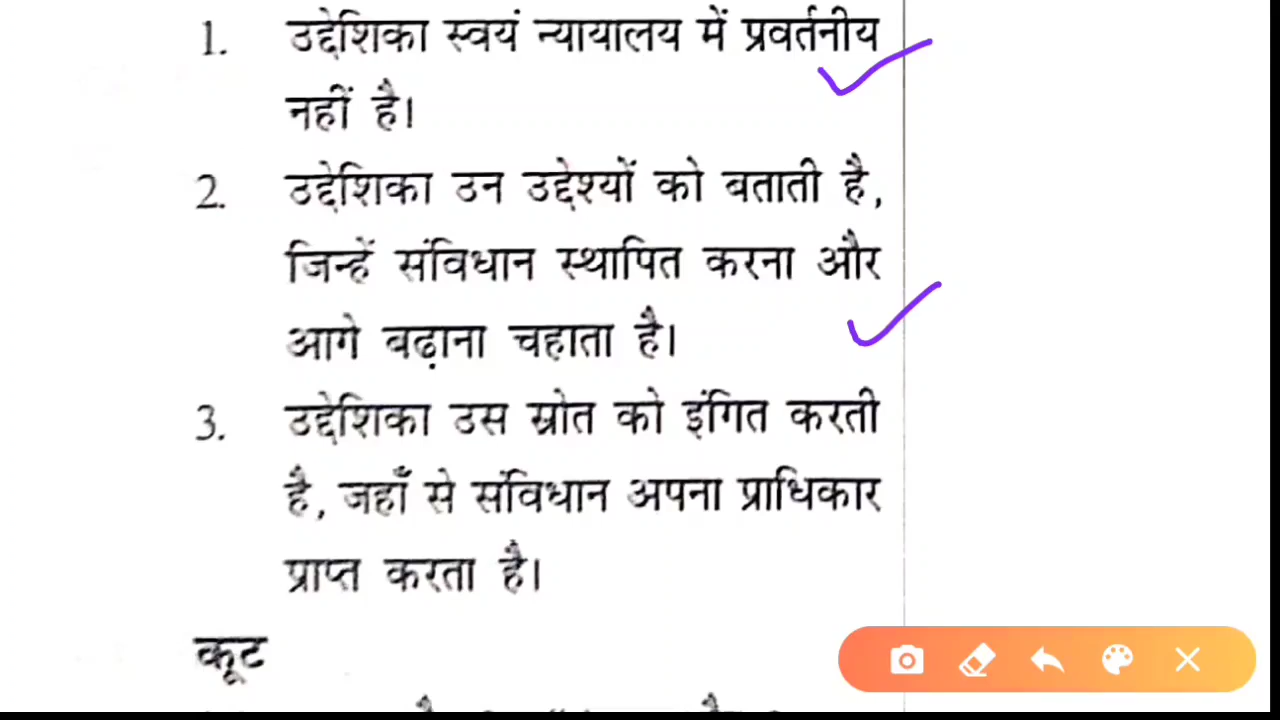 1. उद्देशिका स्वयं न्यायालय में प्रवर्तनीय
नहीं है।
2. उद्देशिका उन उद्देश्यों को बताती है,
जिन्हें संविधान स्थापित करना और
आगे बढ़ाना चहाता है।
3. उद्देशिका उस स्रोत को इंगित करती
है, जहाँ से संविधान अपना प्राधिकार
प्राप्त करता है।
कूट